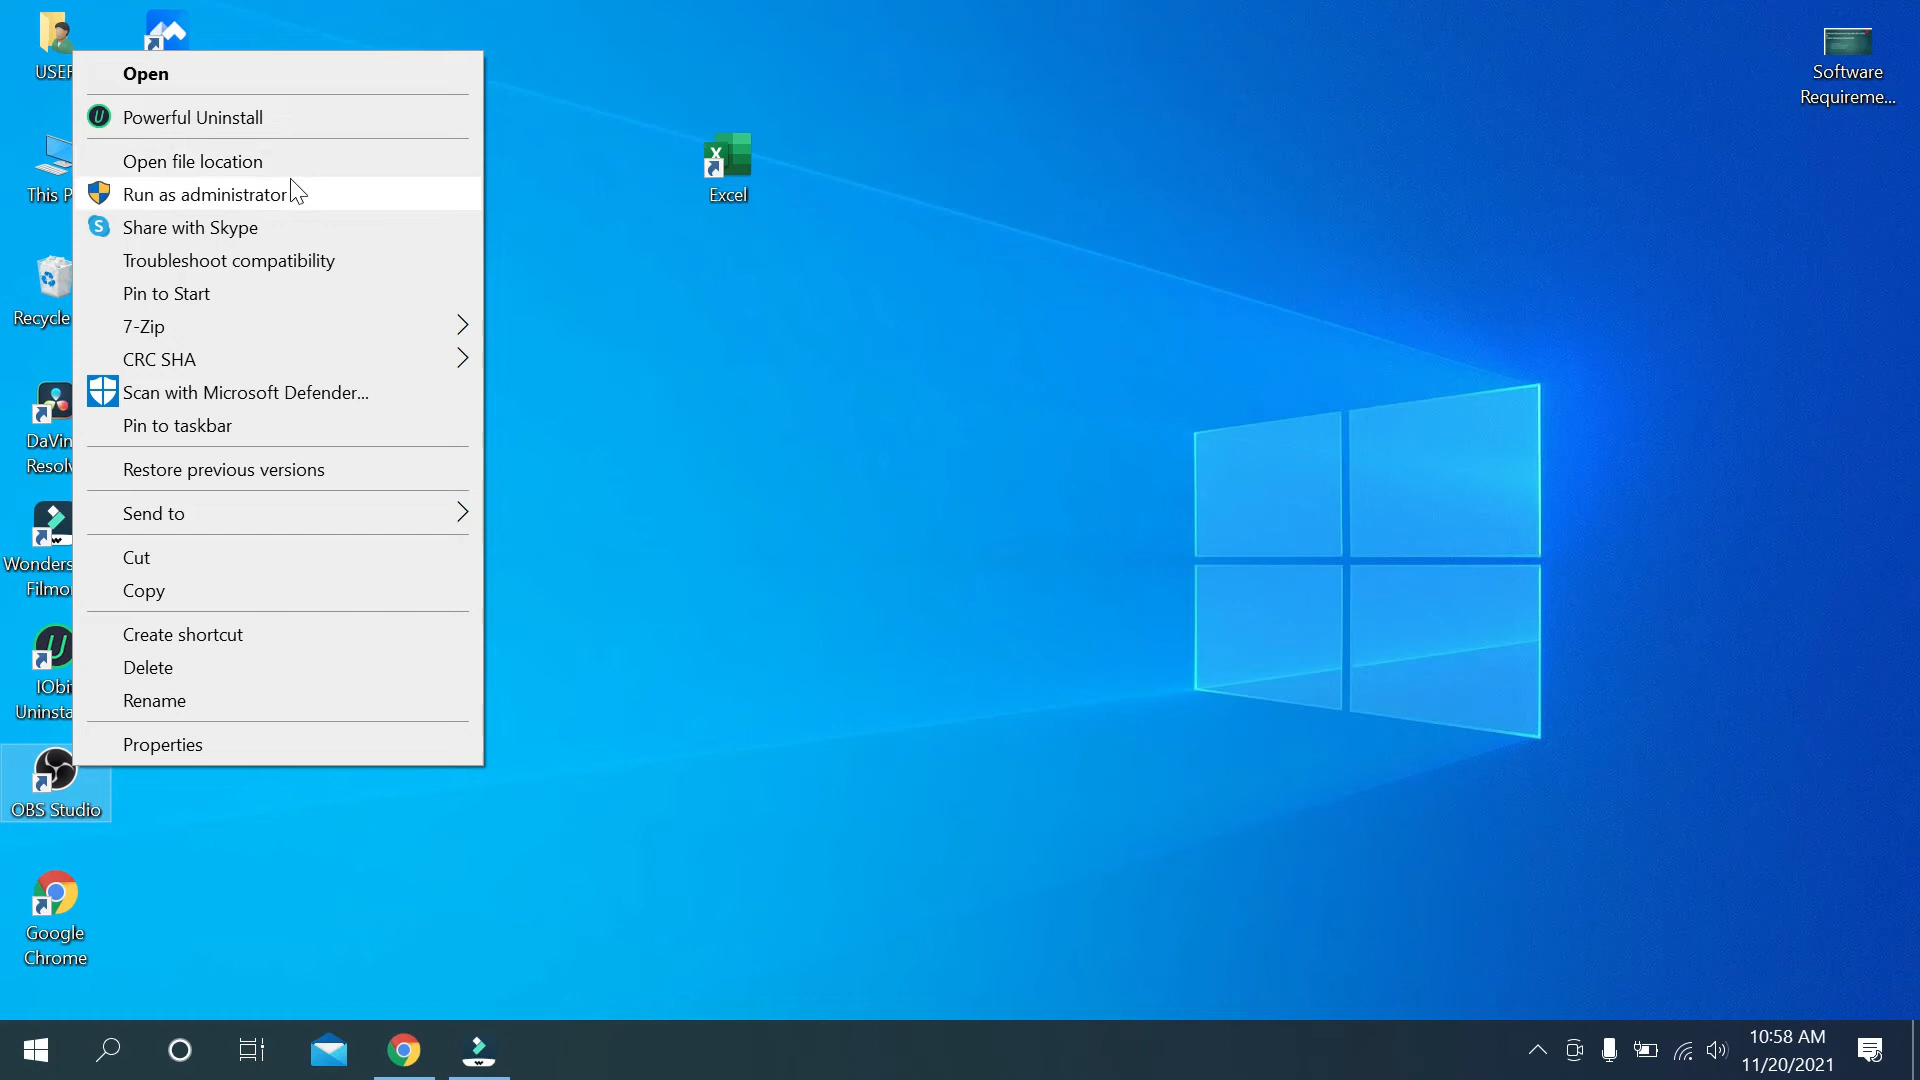 USER
This P
Recycle
DaVin
Resolv
Wonders
Filmor
IObi
Uninsta
OBS Studio
Google
Chrome
Open
Powerful Uninstall
Open file location
Run as administrator
Share with Skype
Troubleshoot compatibility
Pin to Start
7-Zip
CRC SHA
Scan with Microsoft Defender...
Pin to taskbar
Restore previous versions
Send to
Cut
Copy
Create shortcut
Delete
Rename
Properties
Excel
Software
Requireme...
10:58 AM
11/20/2021